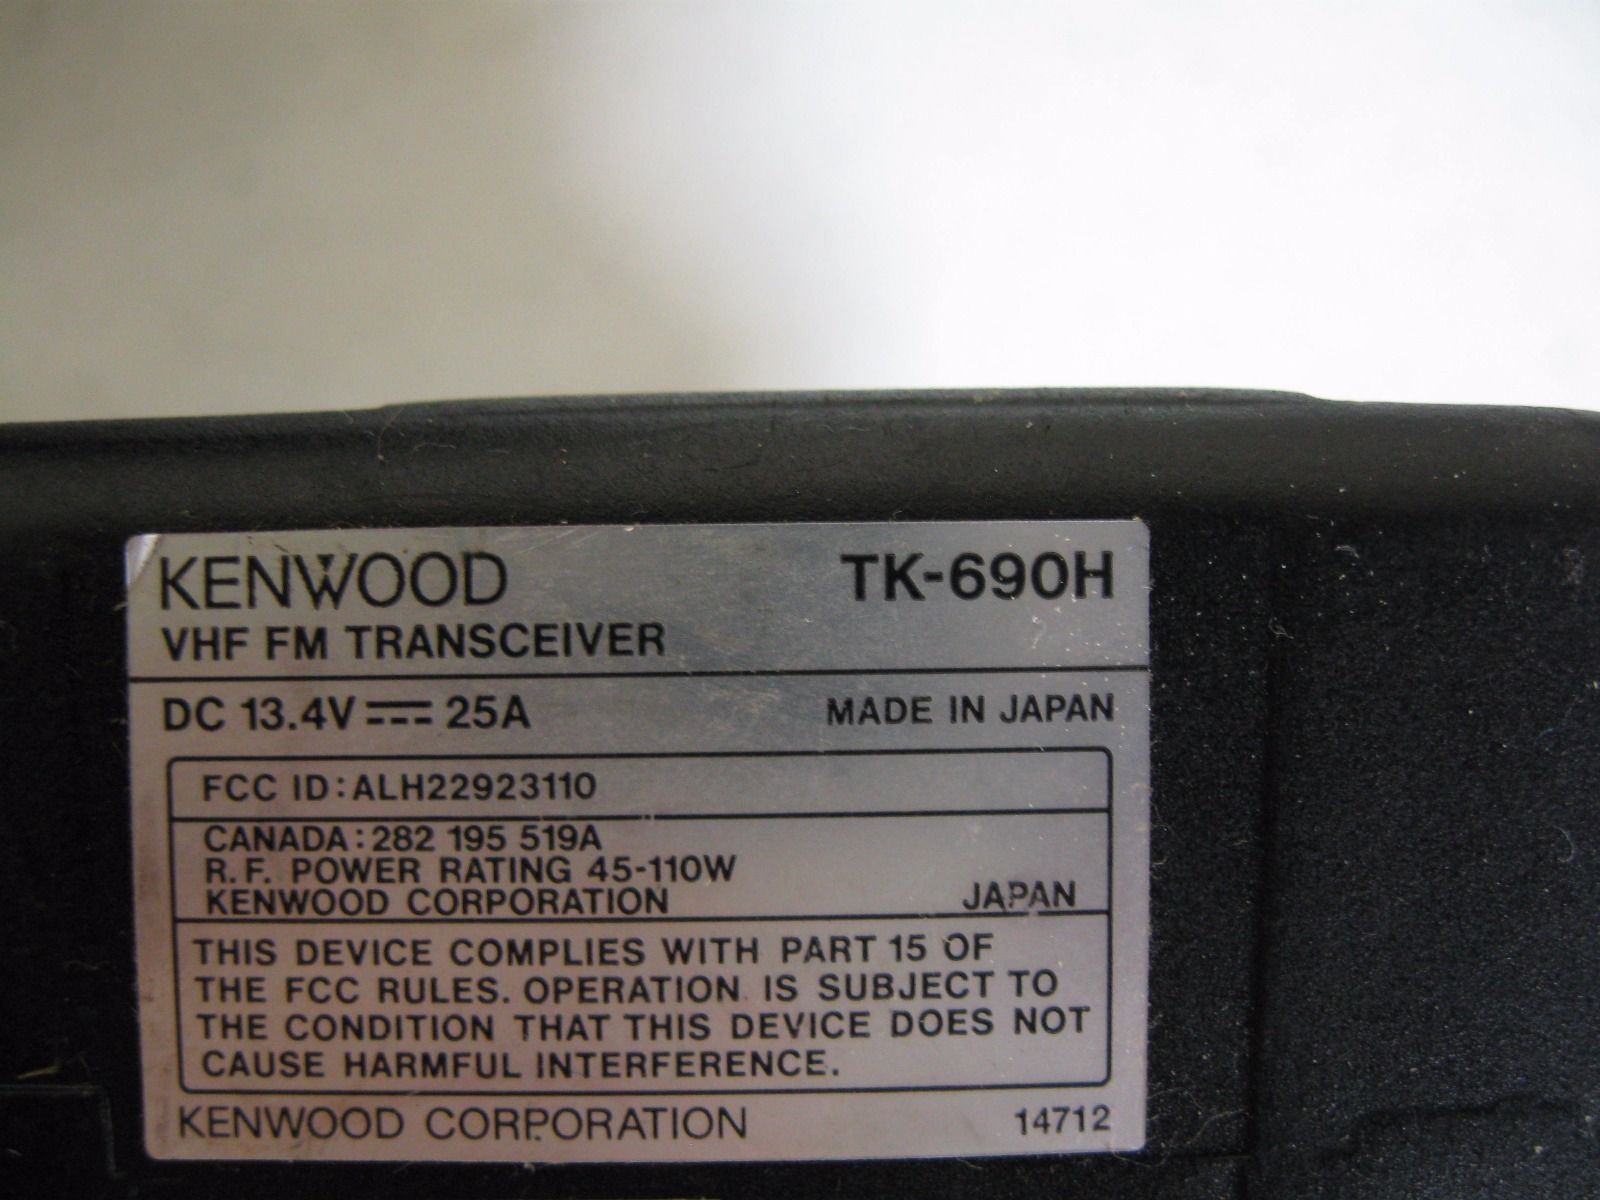 KENWOOD TK-690H
VHF FM TRANSCEIVER
DC 13.4V ⎓ 25A MADE IN JAPAN
FCC ID:ALH22923110
CANADA:282 195 519A
R.F. POWER RATING 45-110W
KENWOOD CORPORATION JAPAN
THIS DEVICE COMPLIES WITH PART 15 OF
THE FCC RULES. OPERATION IS SUBJECT TO
THE CONDITION THAT THIS DEVICE DOES NOT
CAUSE HARMFUL INTERFERENCE.
KENWOOD CORPORATION 14712